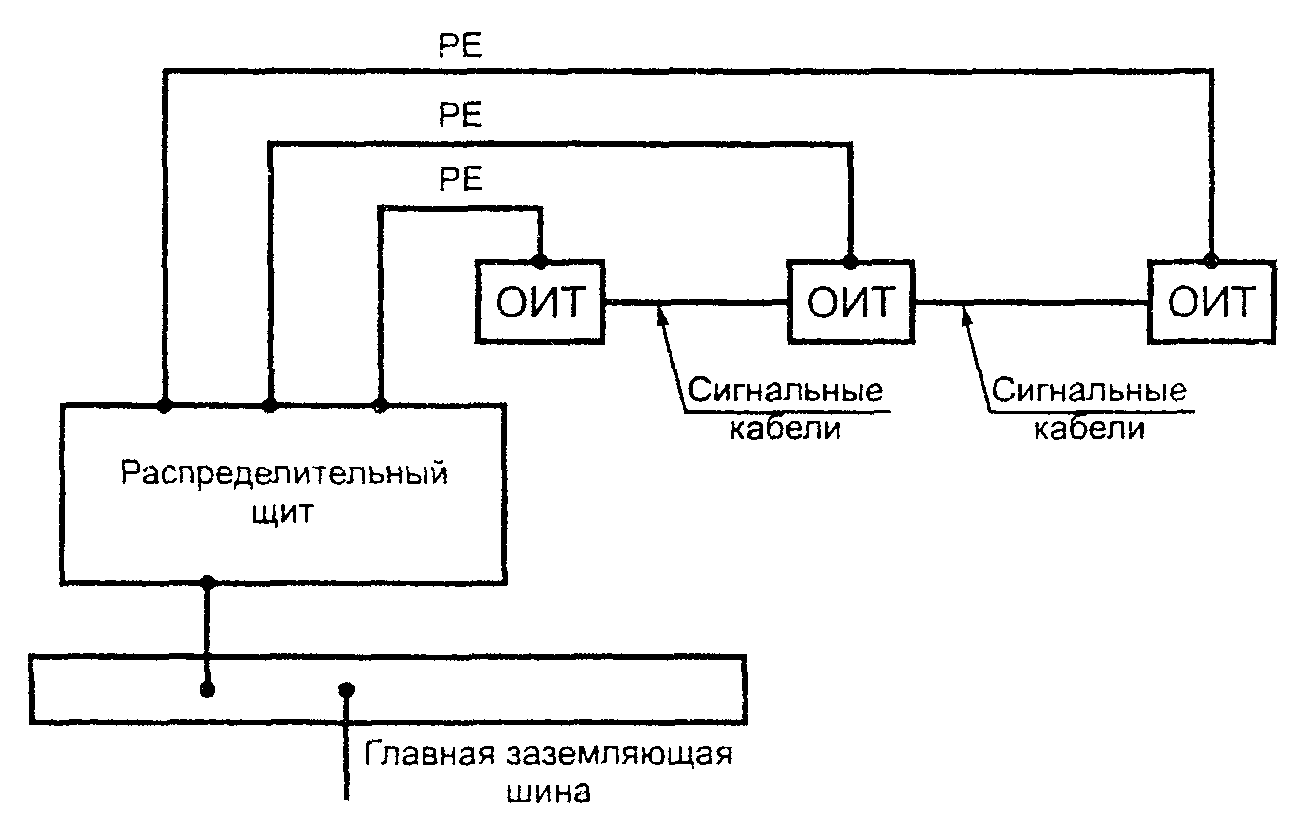 PE
PE
PE
ОИТ ОИТ ОИТ
Сигнальные Сигнальные
кабели кабели
Распределительный
щит
Главная заземляющая
шина